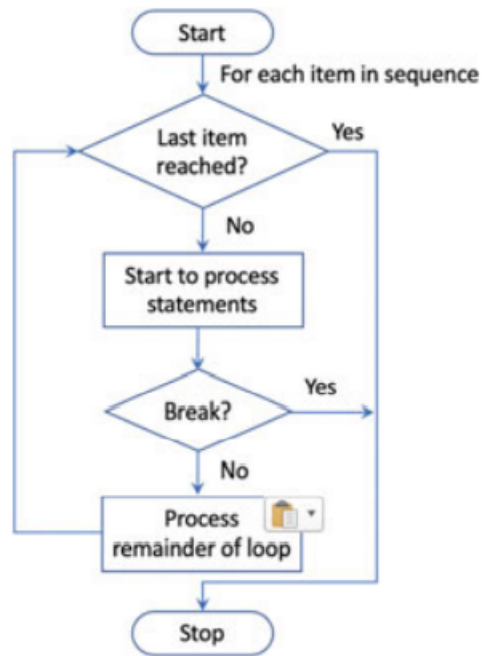 Start
For each item in sequence
Last item
reached?
Yes
No
Start to process
statements
Break?
Yes
No
Process
remainder of loop
Stop